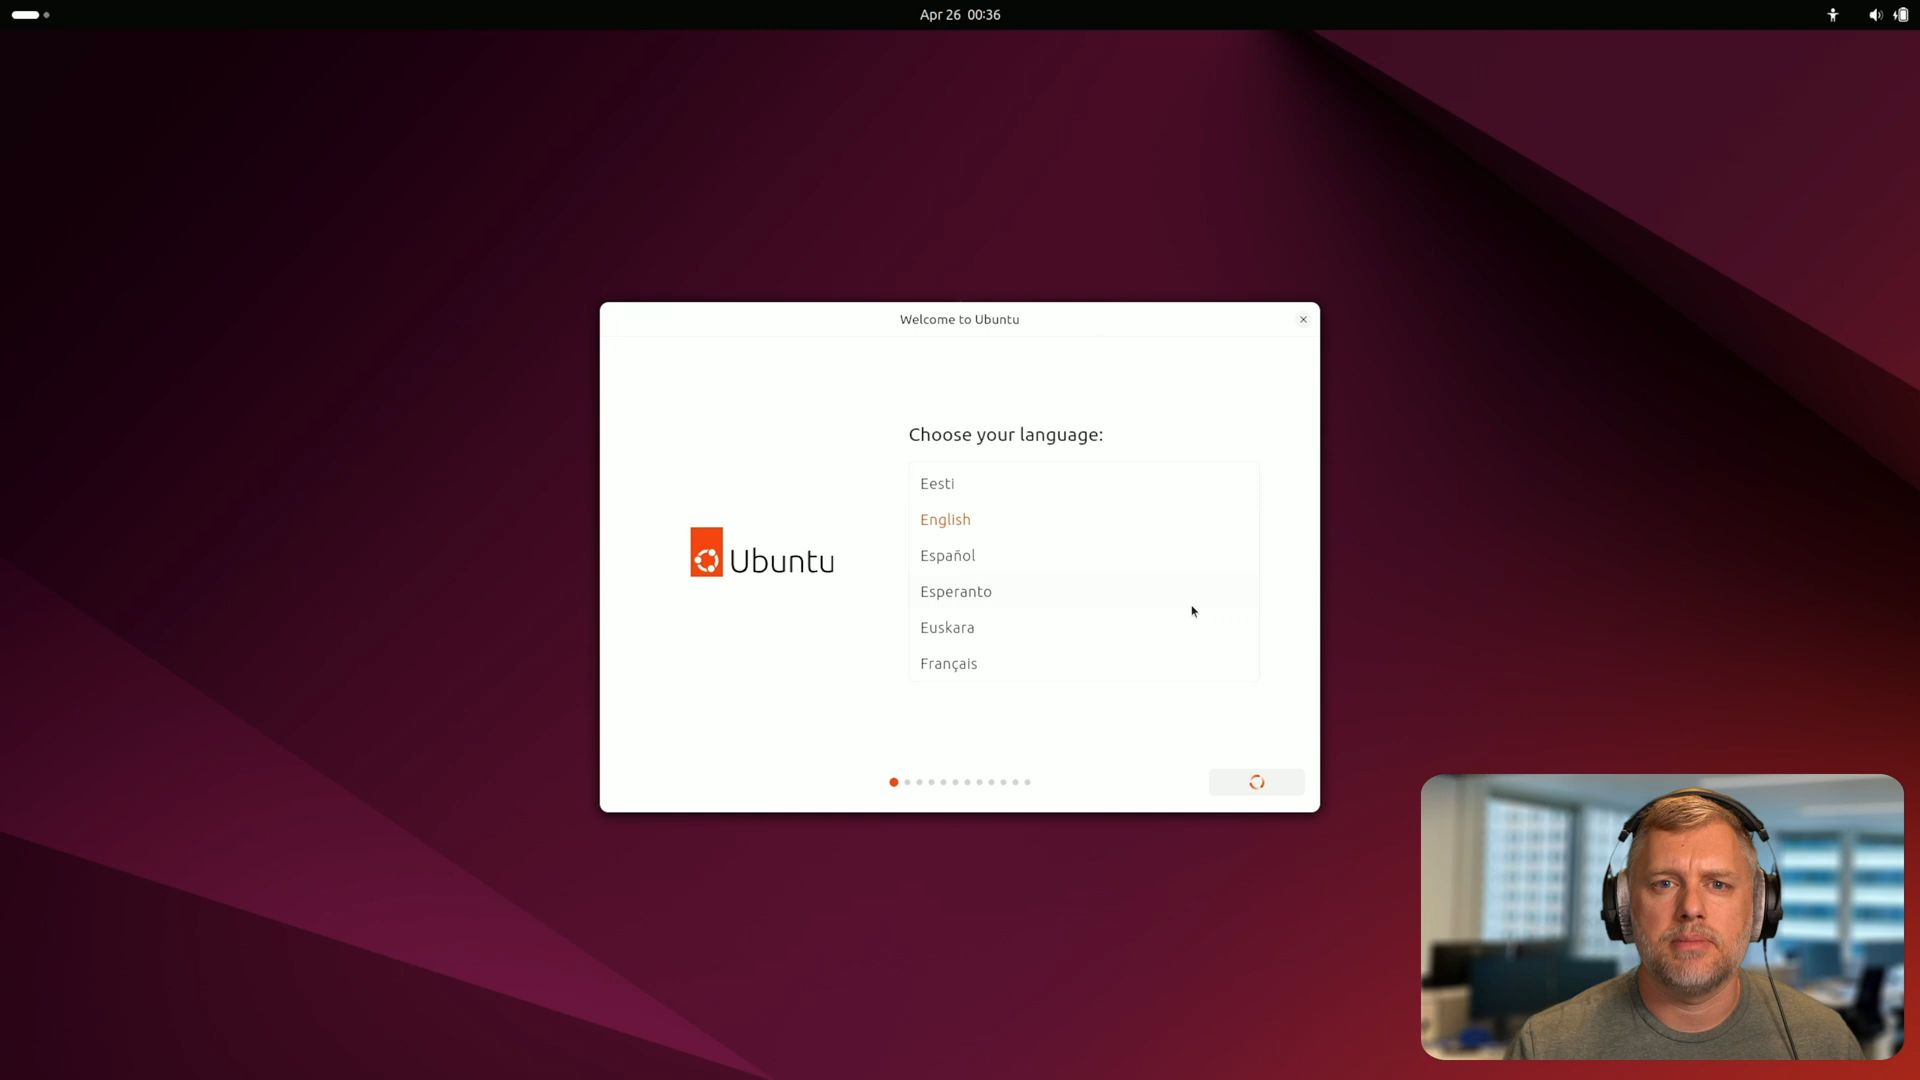 Apr 26 00:36
Welcome to Ubuntu
Choose your language:
Eesti
English
Español
Esperanto
Euskara
Français
Ubuntu